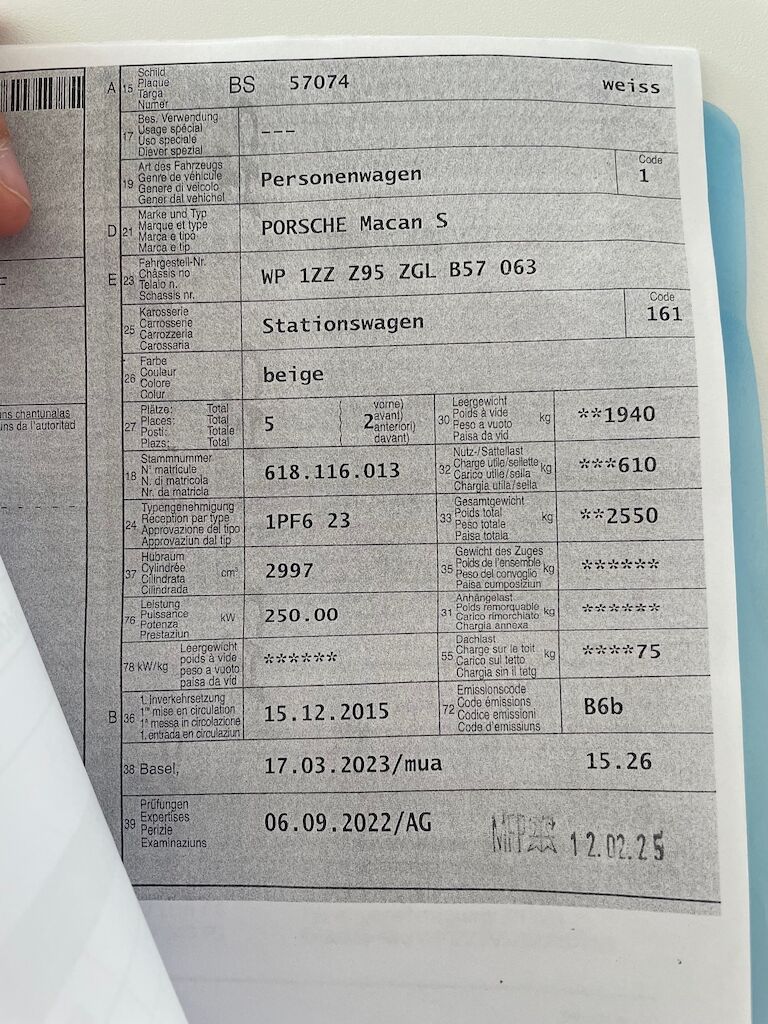 A 15 Schild
Plaque
Targa
Numer
BS 57074 weiss
17 Bes. Verwendung
Usage spécial
Uso speciale
Diever spezial
---
19 Art des Fahrzeugs
Genre de véhicule
Genere di veicolo
Gener dal vehichel
Personenwagen
Code
1
D 21 Marke und Typ
Marque et type
Marca e tipo
Marca e tip
PORSCHE Macan S
E 23 Fahrgestell-Nr.
Châssis no
Telaio n.
Schassis nr.
WP 1ZZ Z95 ZGL B57 063
25 Karosserie
Carrosserie
Carrozzeria
Carossaria
Stationswagen
Code
161
26 Farbe
Couleur
Colore
Colur
beige
ns chantunalas
uns da l'autoritad
27 Plätze: Total
Places: Total
Posti: Totale
Plazs: Total
5
2 vorne)
avant)
anteriori)
davant)
30 Leergewicht
Poids à vide
Peso a vuoto
Paisa da vid
kg **1940
18 Stammnummer
N° matricule
N. di matricola
Nr. da matricla
618.116.013
32 Nutz-/Sattellast
Charge utile/sellette
Carico utile/sella
Chargia utila/sella
kg ***610
24 Typengenehmigung
Réception par type
Approvazione del tipo
Approvaziun dal tip
1PF6 23
33 Gesamtgewicht
Poids total
Peso totale
Paisa totala
kg **2550
37 Hubraum
Cylindrée
Cilindrata
Cilindrada
cm³ 2997
35 Gewicht des Zuges
Poids de l'ensemble
Peso del convoglio
Paisa cumposiziun
kg ******
76 Leistung
Puissance
Potenza
Prestaziun
kW 250.00
31 Anhängelast
Poids remorquable
Carico rimorchiato
Chargia annexa
kg ******
78 kW/kg Leergewicht
poids à vide
peso a vuoto
paisa da vid
******
55 Dachlast
Charge sur le toit
Carico sul tetto
Chargia sin il tetg
kg ****75
B 36 1. Inverkehrsetzung
1re mise en circulation
1a messa in circolazione
1. entrada en circulaziun
15.12.2015
72 Emissionscode
Code émissions
Codice emissioni
Code d'emissiuns
B6b
38 Basel, 17.03.2023/mua 15.26
39 Prüfungen
Expertises
Perizie
Examinaziuns
06.09.2022/AG
MFP 12.02.25